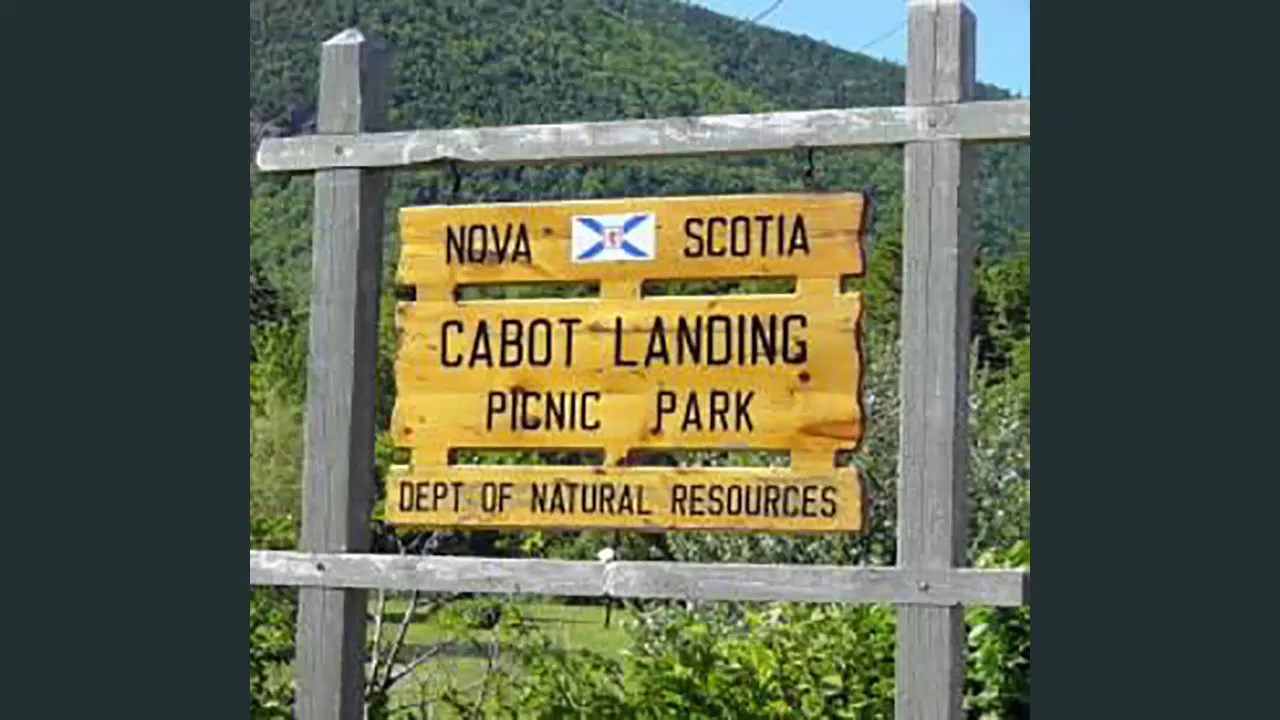 NOVA SCOTIA
CABOT LANDING
PICNIC PARK
DEPT OF NATURAL RESOURCES